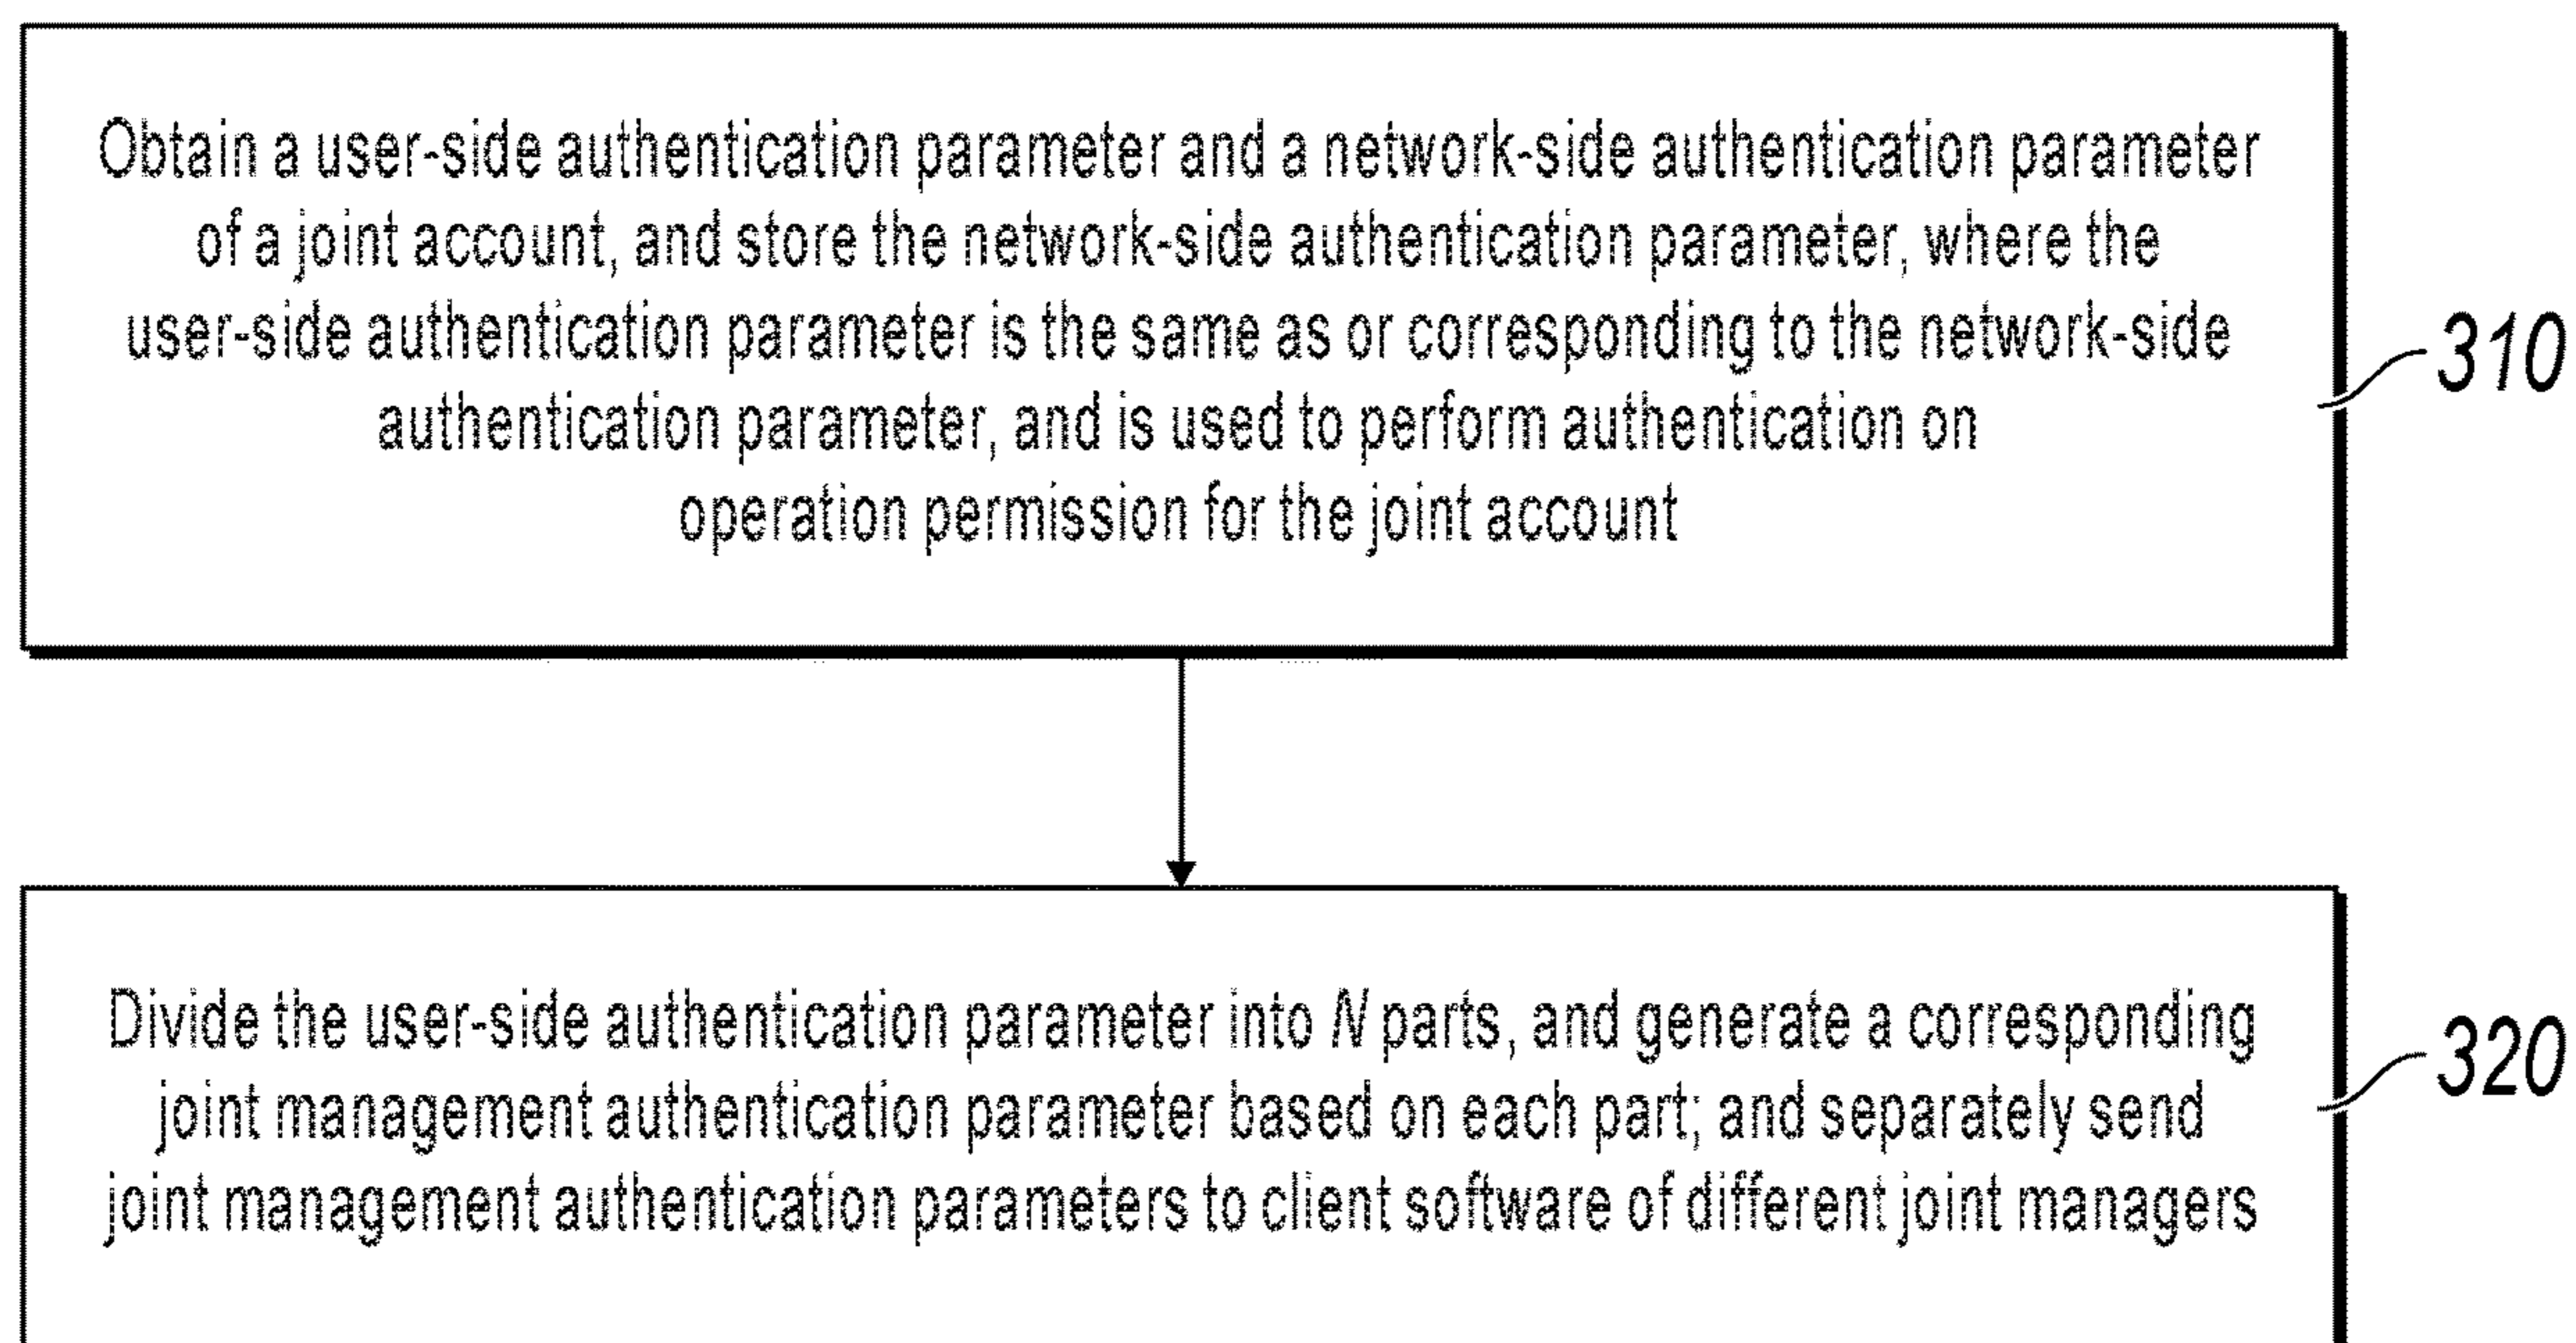 Obtain a user-side authentication parameter and a network-side authentication parameter
of a joint account, and store the network-side authentication parameter, where the
user-side authentication parameter is the same as or corresponding to the network-side
authentication parameter, and is used to perform authentication on
operation permission for the joint account
310
Divide the user-side authentication parameter into N parts, and generate a corresponding
joint management authentication parameter based on each part; and separately send
joint management authentication parameters to client software of different joint managers
320